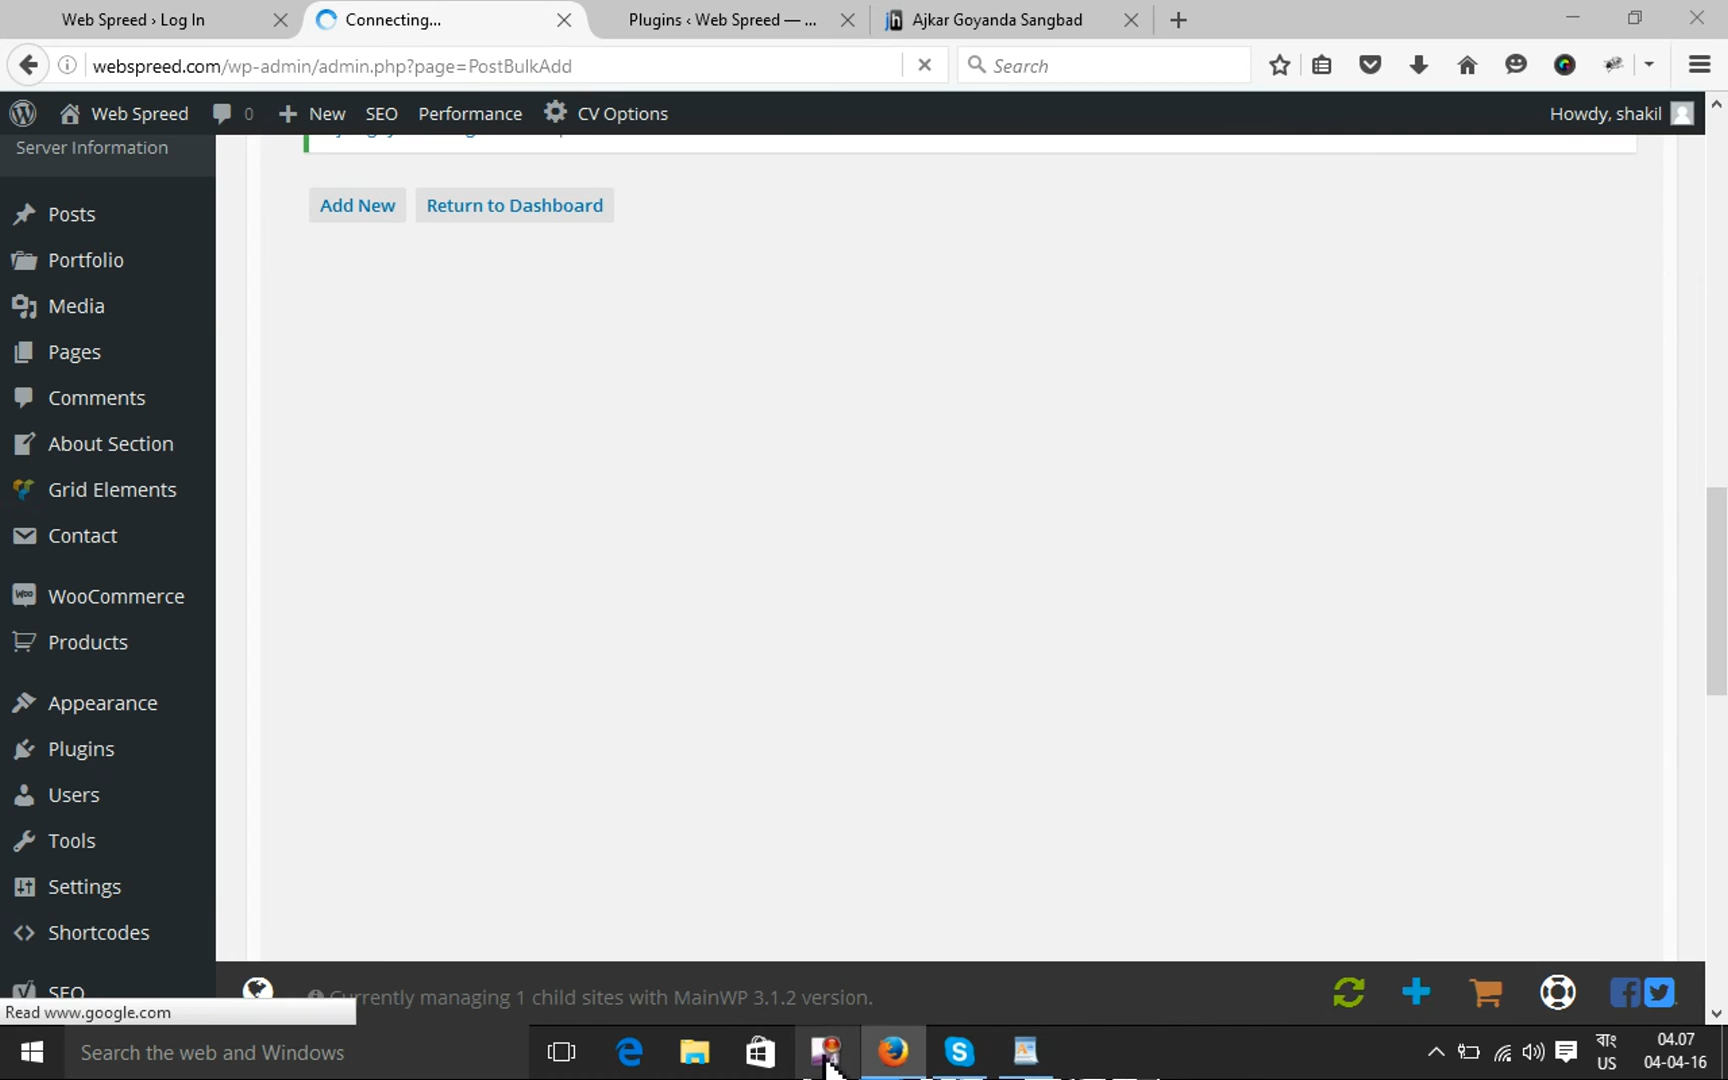 Web Spreed › Log In
Connecting...
Plugins ‹ Web Spreed — ...
Ajkar Goyanda Sangbad
webspreed.com/wp-admin/admin.php?page=PostBulkAdd
Search
Web Spreed
0
New
SEO
Performance
CV Options
Howdy, shakil
Server Information
Add New
Return to Dashboard
Posts
Portfolio
Media
Pages
Comments
About Section
Grid Elements
Contact
WooCommerce
Products
Appearance
Plugins
Users
Tools
Settings
Shortcodes
SEO
Currently managing 1 child sites with MainWP 3.1.2 version.
Read www.google.com
Search the web and Windows
বাং
US
04.07
04-04-16